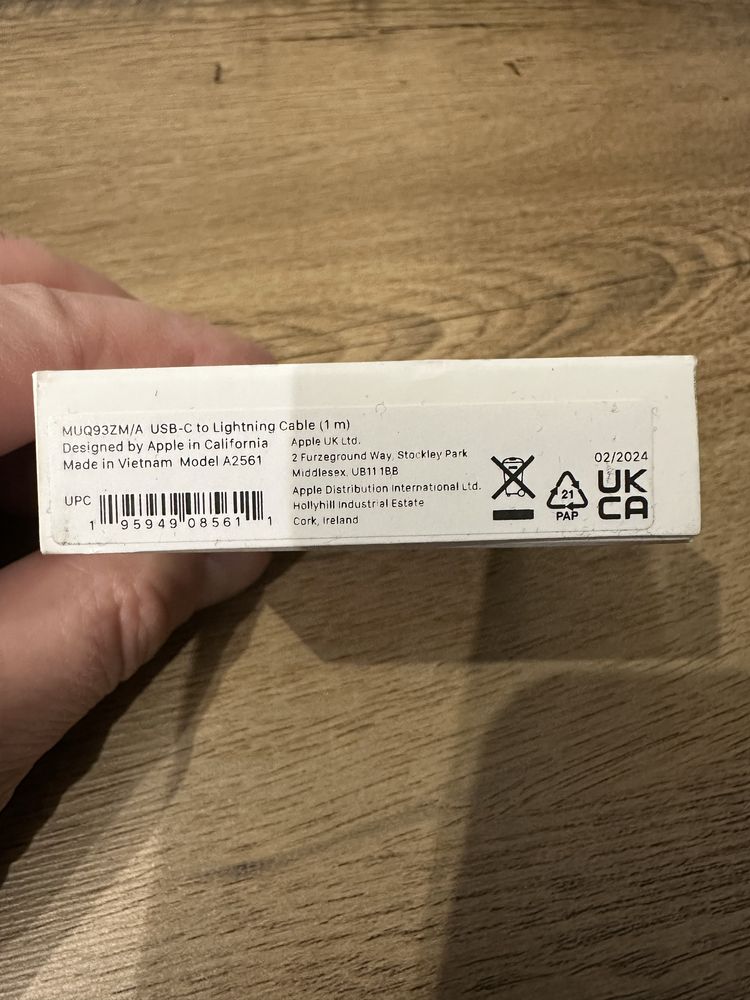 MUQ93ZM/A USB-C to Lightning Cable (1 m)
Designed by Apple in California
Made in Vietnam Model A2561
UPC
1 95949 08561 1
Apple UK Ltd.
2 Furzeground Way, Stockley Park
Middlesex, UB11 1BB
Apple Distribution International Ltd.
Hollyhill Industrial Estate
Cork, Ireland
21
PAP
02/2024
UK
CA